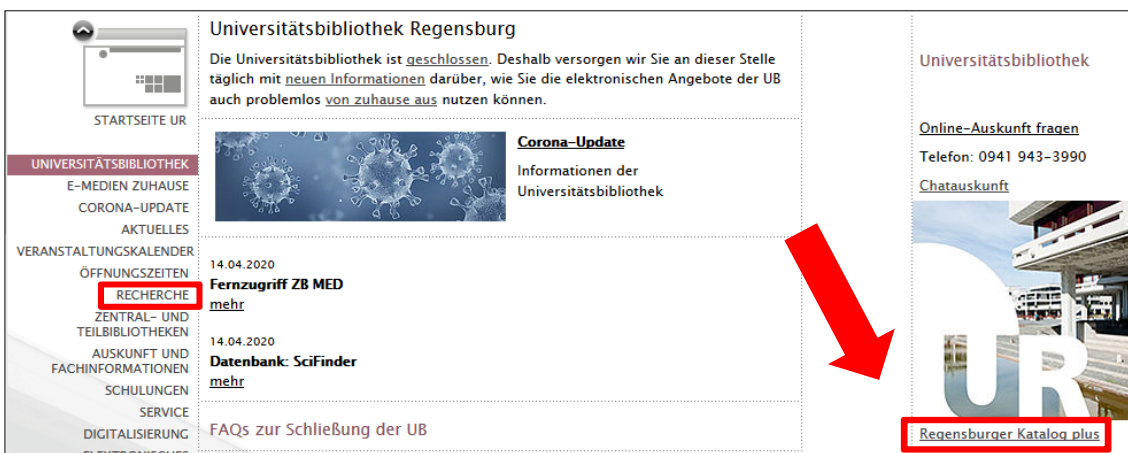 STARTSEITE UR
UNIVERSITÄTSBIBLIOTHEK
E-MEDIEN ZUHAUSE
CORONA-UPDATE
AKTUELLES
VERANSTALTUNGSKALENDER
ÖFFNUNGSZEITEN
RECHERCHE
ZENTRAL- UND
TEILBIBLIOTHEKEN
AUSKUNFT UND
FACHINFORMATIONEN
SCHULUNGEN
SERVICE
DIGITALISIERUNG
Universitätsbibliothek Regensburg
Die Universitätsbibliothek ist geschlossen. Deshalb versorgen wir Sie an dieser Stelle
täglich mit neuen Informationen darüber, wie Sie die elektronischen Angebote der UB
auch problemlos von zuhause aus nutzen können.
Corona-Update
Informationen der
Universitätsbibliothek
14.04.2020
Fernzugriff ZB MED
mehr
14.04.2020
Datenbank: SciFinder
mehr
FAQs zur Schließung der UB
Universitätsbibliothek
Online-Auskunft fragen
Telefon: 0941 943-3990
Chatauskunft
UR
Regensburger Katalog plus